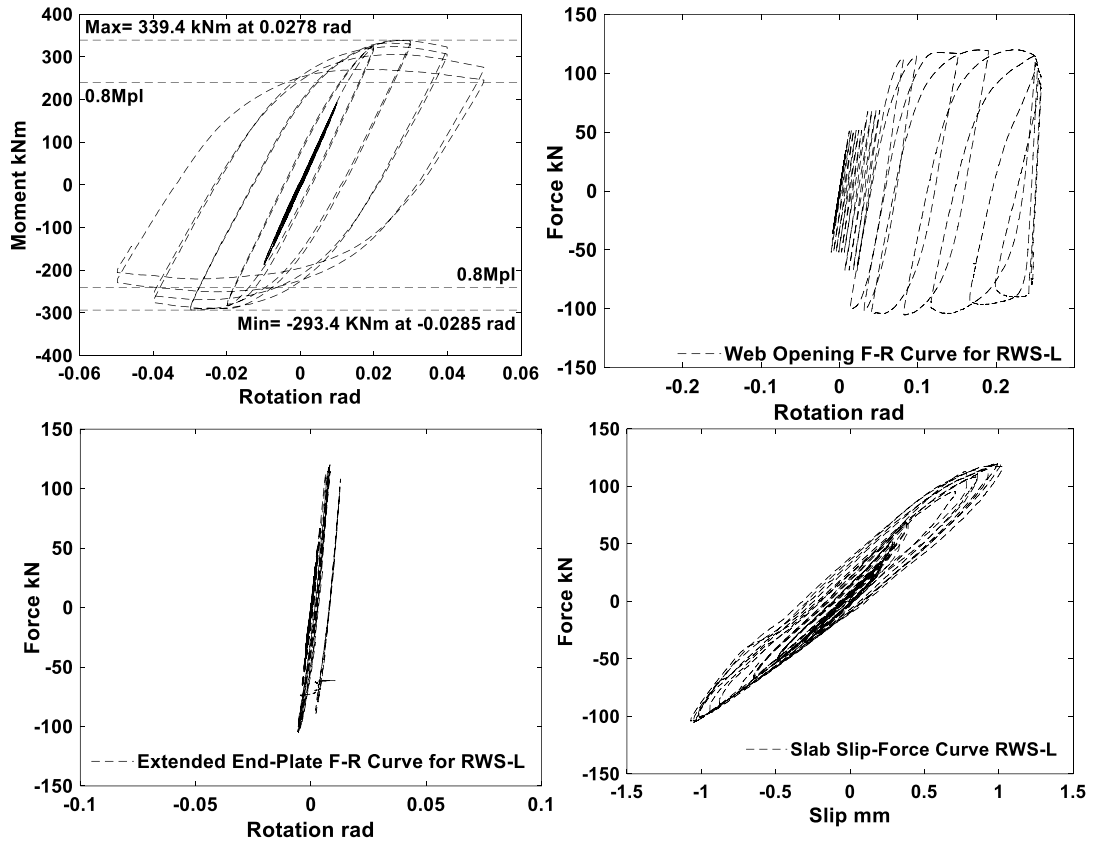 400
300
200
100
0
-100
-200
-300
-400
Moment kNm
Max= 339.4 kNm at 0.0278 rad
0.8Mpl
0.8Mpl
Min= -293.4 KNm at -0.0285 rad
-0.06 -0.04 -0.02 0 0.02 0.04 0.06
Rotation rad
150
100
50
0
-50
-100
-150
Force kN
Web Opening F-R Curve for RWS-L
-0.2 -0.1 0 0.1 0.2
Rotation rad
150
100
50
0
-50
-100
-150
Force kN
Extended End-Plate F-R Curve for RWS-L
-0.1 -0.05 0 0.05 0.1
Rotation rad
150
100
50
0
-50
-100
-150
Force kN
Slab Slip-Force Curve RWS-L
-1.5 -1 -0.5 0 0.5 1 1.5
Slip mm